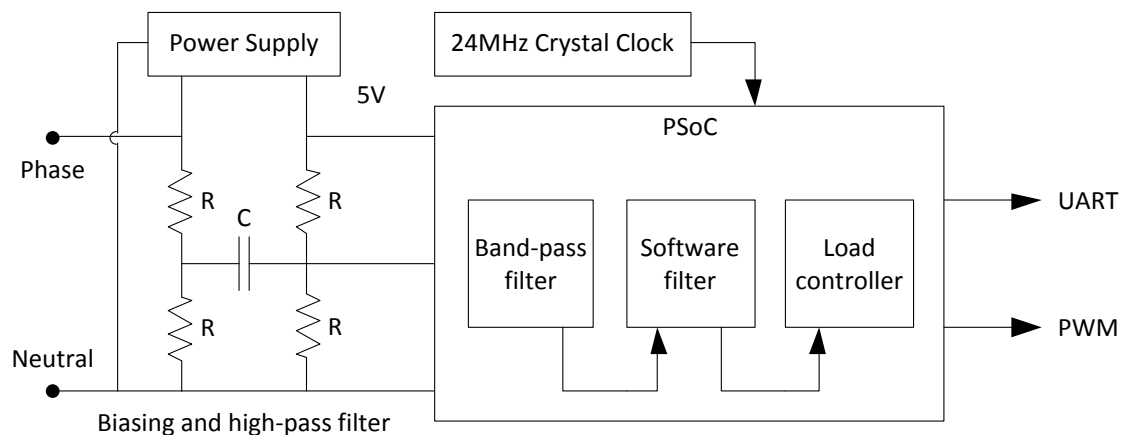 Power Supply
24MHz Crystal Clock
5V
PSoC
Phase
R
R
C
UART
Band-pass
filter
Software
filter
Load
controller
R
R
PWM
Neutral
Biasing and high-pass filter